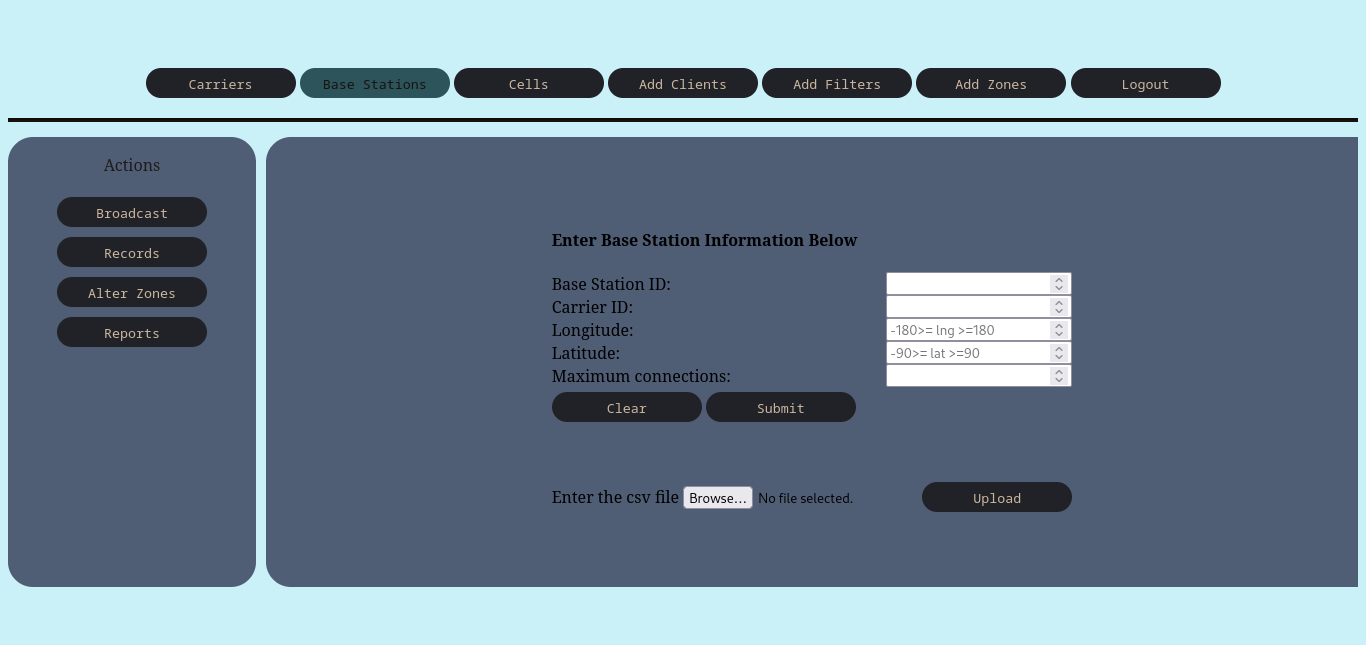 Carriers Base Stations Cells Add Clients Add Filters Add Zones Logout
Actions
Broadcast
Records
Alter Zones
Reports
Enter Base Station Information Below
Base Station ID:
Carrier ID:
Longitude: -180>= lng >=180
Latitude: -90>= lat >=90
Maximum connections:
Clear Submit
Enter the csv file Browse... No file selected. Upload